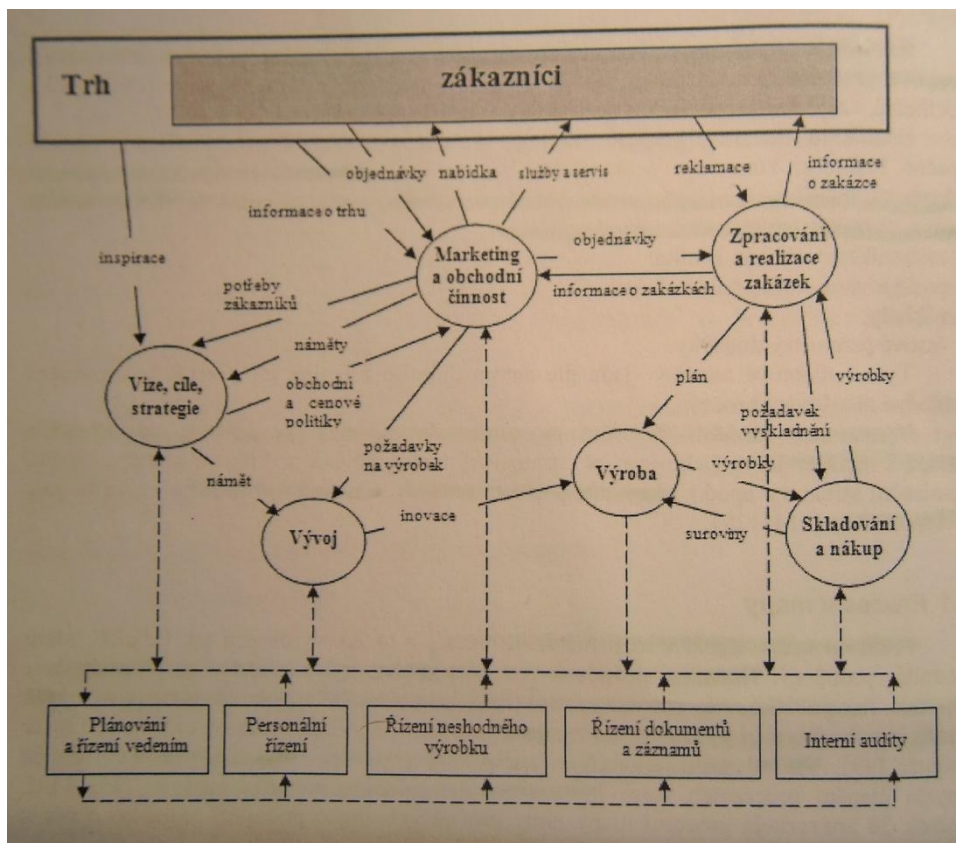 Trh
zákazníci
objednávky
nabídka
služby a servis
reklamace
informace
o zakázce
informace o trhu
inspirace
Marketing
a obchodní
činnost
objednávky
informace o zakázkách
Zpracování
a realizace
zakázek
potřeby
zákazníků
náměty
obchodní
a cenové
politiky
Vize, cíle,
strategie
plán
výrobky
požadavek
vyskladnění
požadavky
na výrobek
námět
Vývoj
inovace
Výroba
výrobky
suroviny
Skladování
a nákup
Plánování
a řízení vedením
Personální
řízení
Řízení neshodného
výrobku
Řízení dokumentů
a záznamů
Interní audity